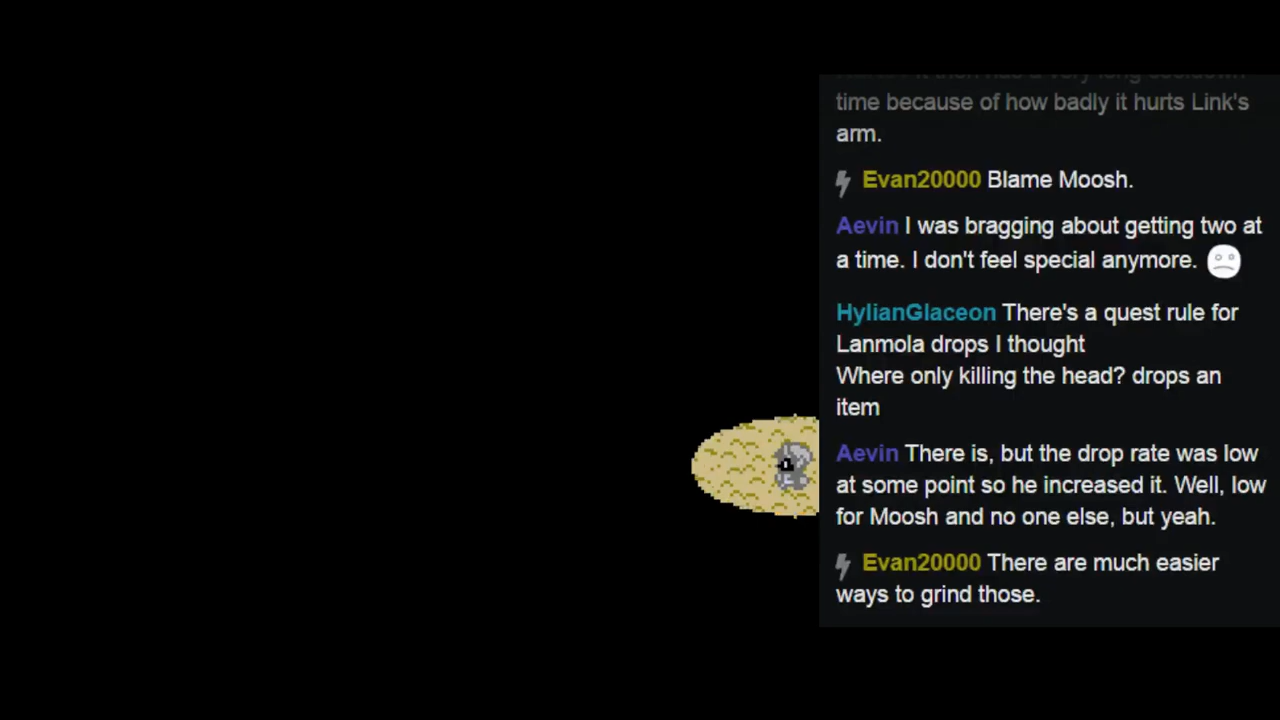 time because of how badly it hurts Link's
arm.
Evan20000 Blame Moosh.
Aevin I was bragging about getting two at
a time. I don't feel special anymore.
HylianGlaceon There's a quest rule for
Lanmola drops I thought
Where only killing the head? drops an
item
Aevin There is, but the drop rate was low
at some point so he increased it. Well, low
for Moosh and no one else, but yeah.
Evan20000 There are much easier
ways to grind those.